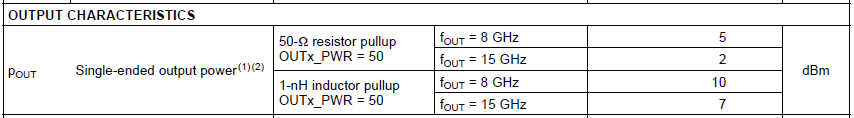 OUTPUT CHARACTERISTICS
pOUT Single-ended output power(1)(2) 50-Ω resistor pullup OUTx_PWR = 50 fOUT = 8 GHz 5 dBm
fOUT = 15 GHz 2
1-nH inductor pullup OUTx_PWR = 50 fOUT = 8 GHz 10
fOUT = 15 GHz 7